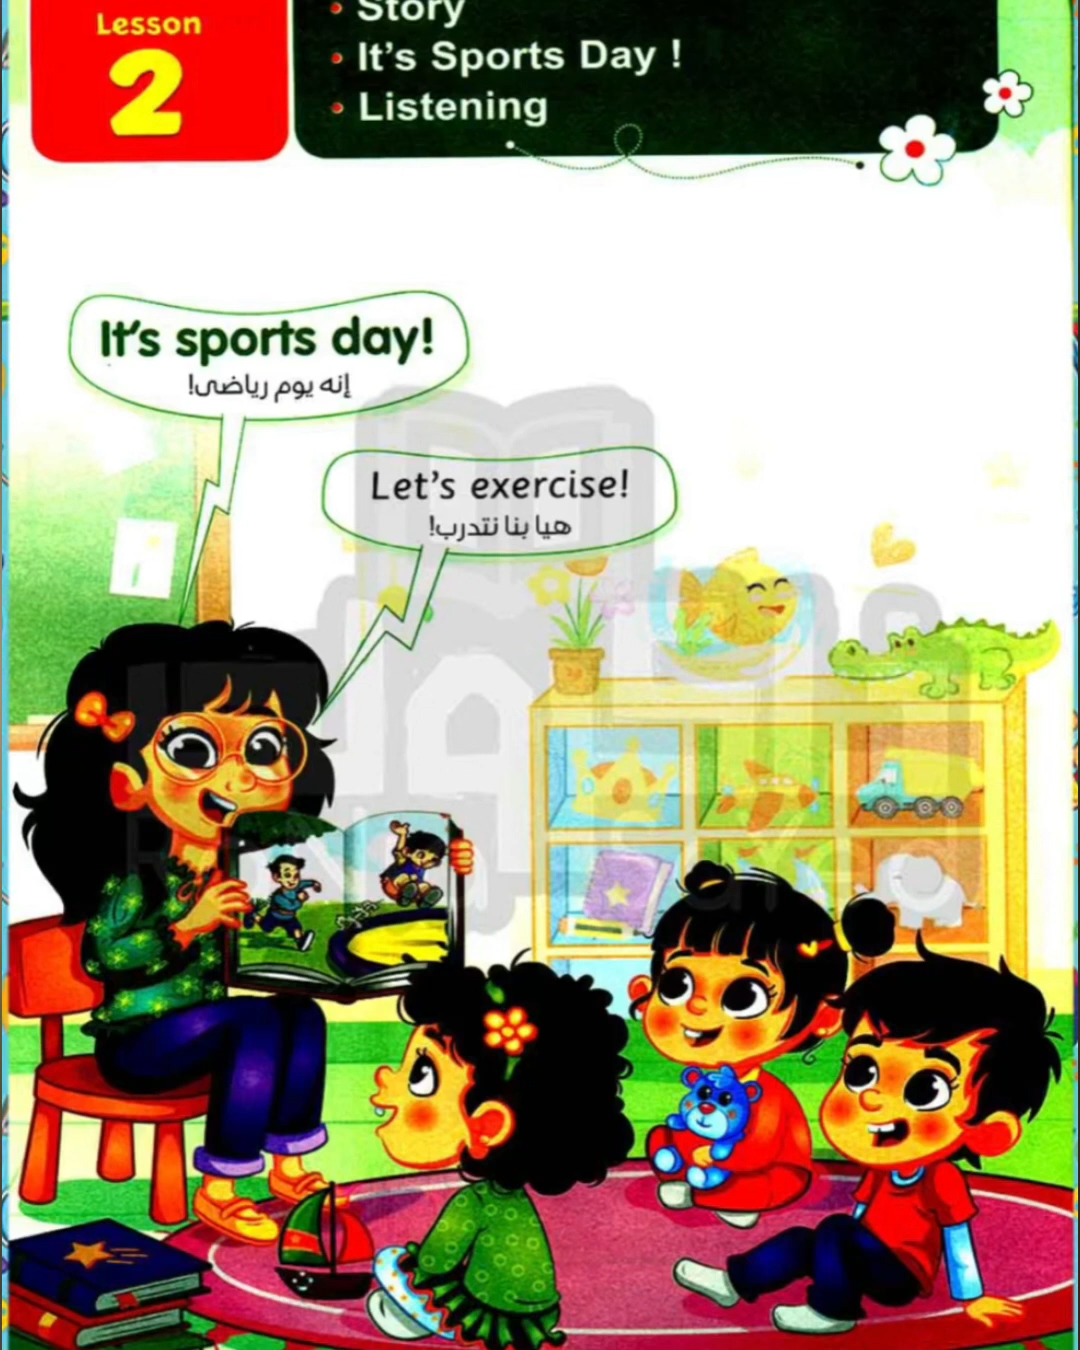 Lesson
2
• Story
• It's Sports Day !
• Listening
It's sports day!
إنه يوم رياضى!
Let's exercise!
هيا بنا نتدرب!